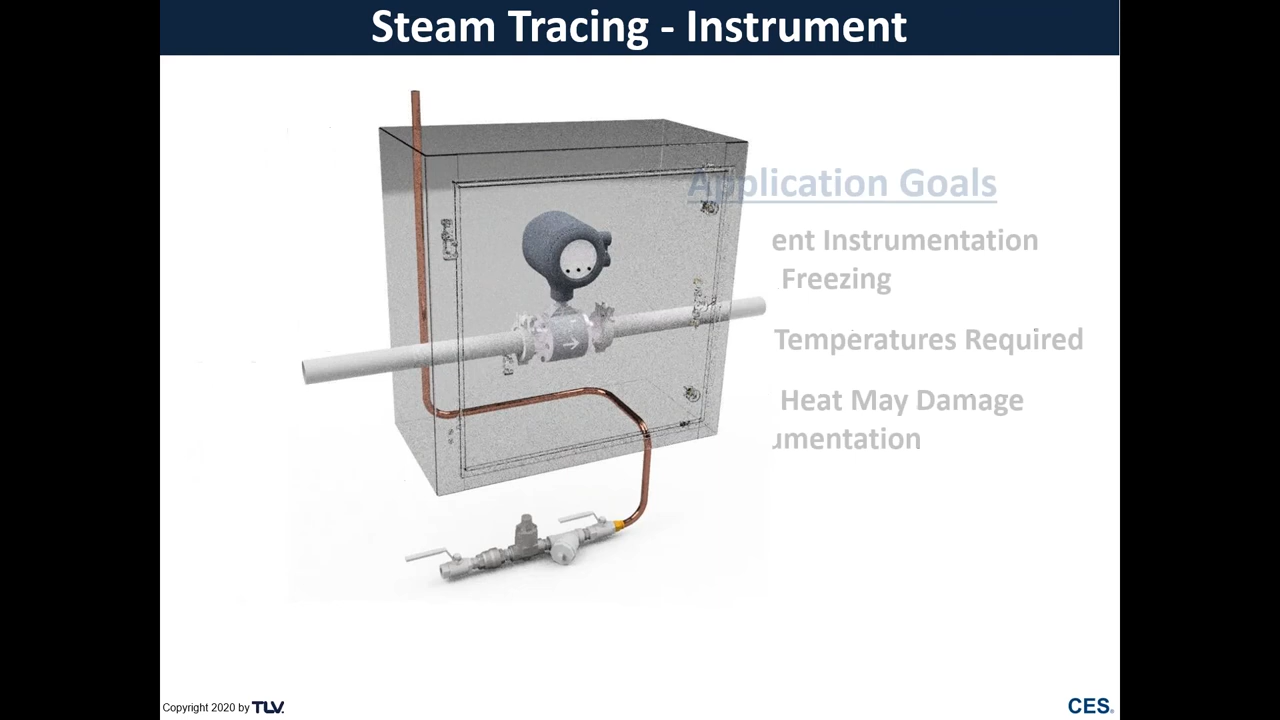 Steam Tracing - Instrument
Application Goals
ent Instrumentation
Freezing
Temperatures Required
Heat May Damage
umentation
Copyright 2020 by TLV.
CES